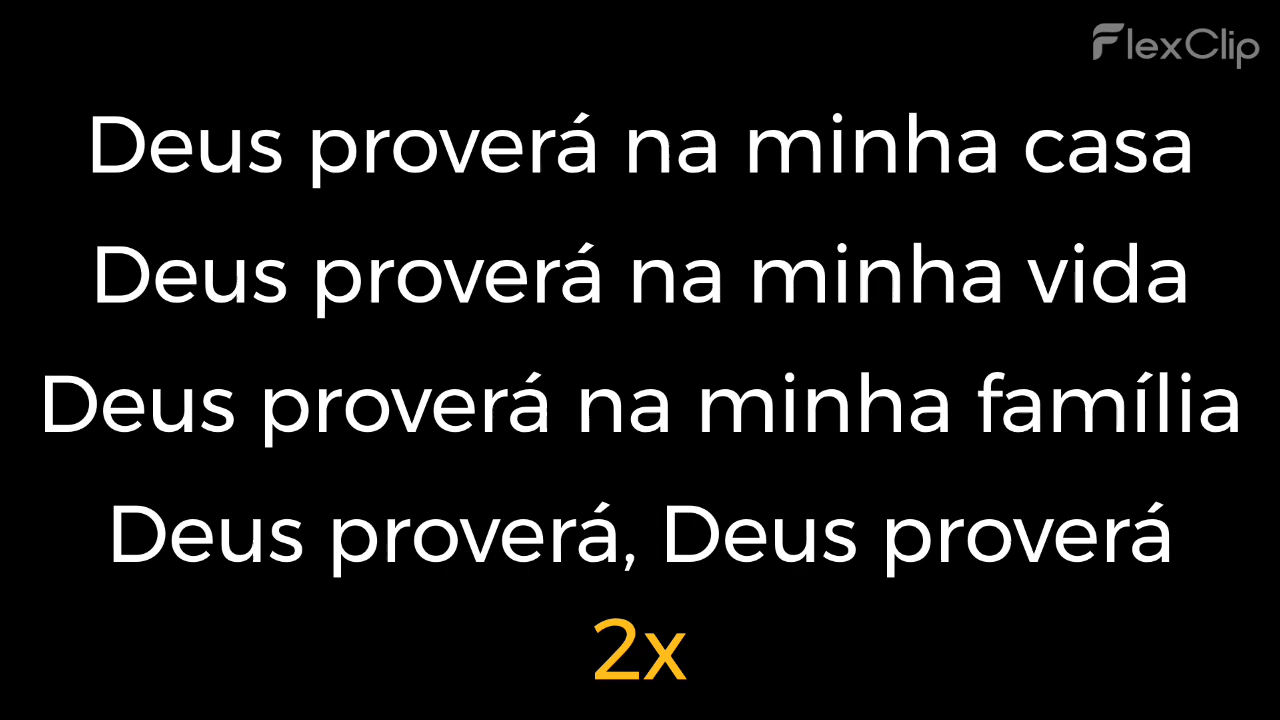 FlexClip
Deus proverá na minha casa
Deus proverá na minha vida
Deus proverá na minha família
Deus proverá, Deus proverá
2x